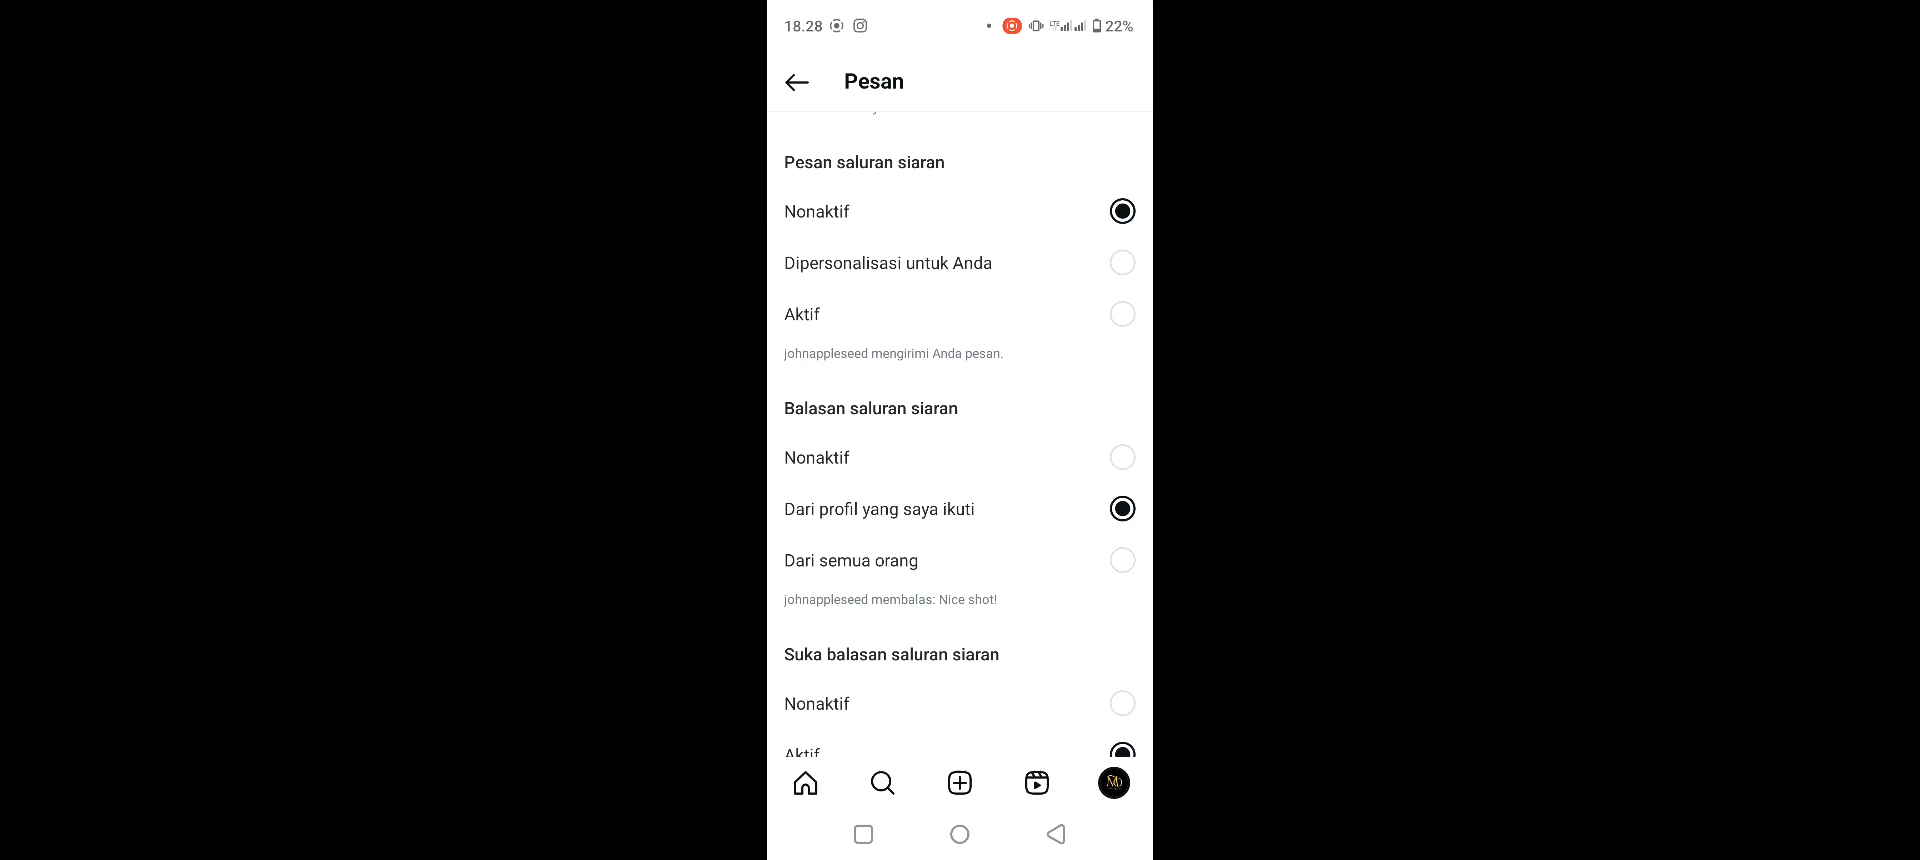 18.28
LTE
22%
Pesan
Pesan saluran siaran
Nonaktif
Dipersonalisasi untuk Anda
Aktif
johnappleseed mengirimi Anda pesan.
Balasan saluran siaran
Nonaktif
Dari profil yang saya ikuti
Dari semua orang
johnappleseed membalas: Nice shot!
Suka balasan saluran siaran
Nonaktif
Aktif